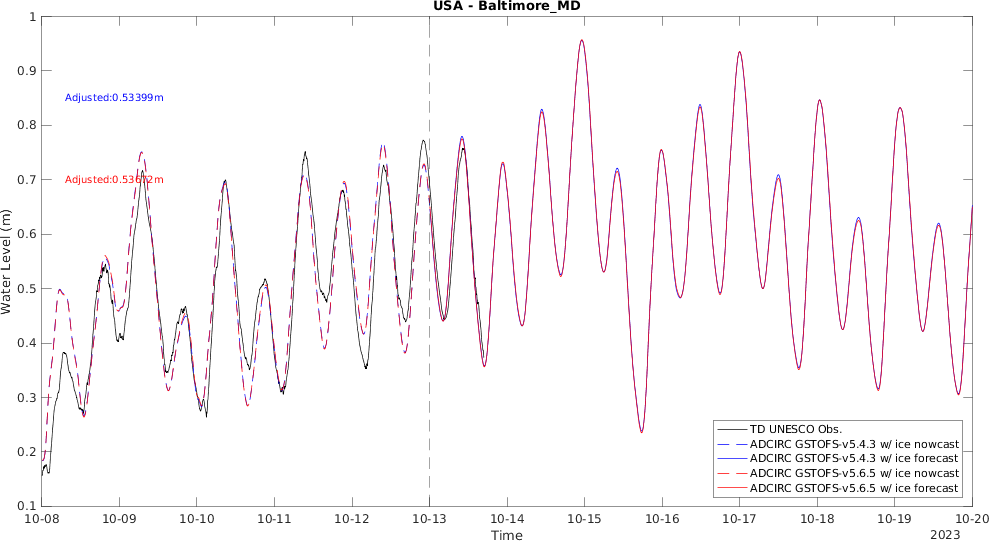 USA - Baltimore_MD
1
0.9
0.8
0.7
0.6
0.5
0.4
0.3
0.2
0.1
Water Level (m)
Adjusted:0.53399m
Adjusted:0.53672m
TD UNESCO Obs.
ADCIRC GSTOFS-v5.4.3 w/ ice nowcast
ADCIRC GSTOFS-v5.4.3 w/ ice forecast
ADCIRC GSTOFS-v5.6.5 w/ ice nowcast
ADCIRC GSTOFS-v5.6.5 w/ ice forecast
10-08 10-09 10-10 10-11 10-12 10-13 10-14 10-15 10-16 10-17 10-18 10-19 10-20
Time
2023